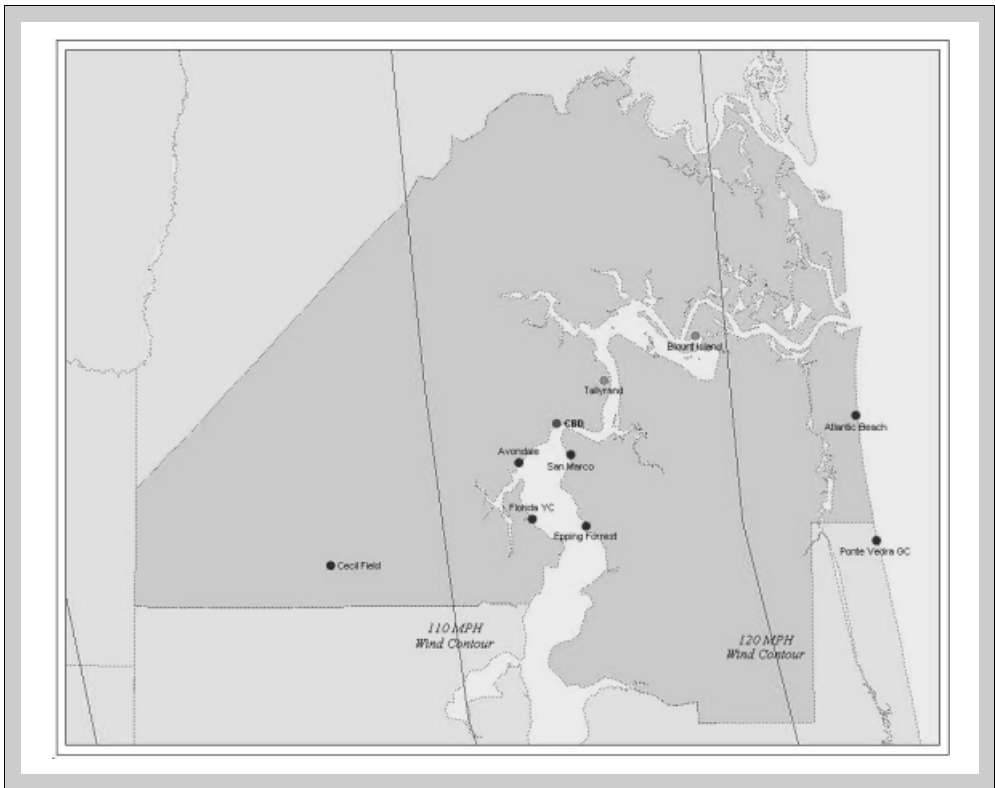 Blount Island
Tallyrand
CBD
Atlantic Beach
Avondale
San Marco
Florida YC
Epping Forrest
Ponte Vedra GC
Cecil Field
110 MPH
Wind Contour
120 MPH
Wind Contour